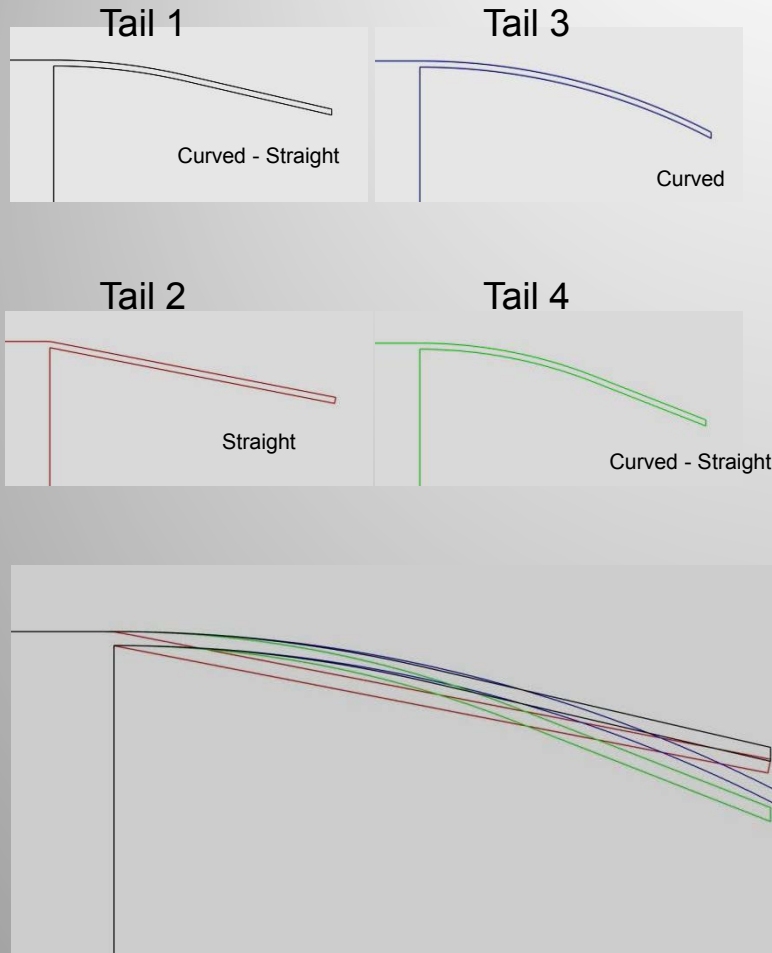 Tail 1
Tail 3
Curved - Straight
Curved
Tail 2
Tail 4
Straight
Curved - Straight